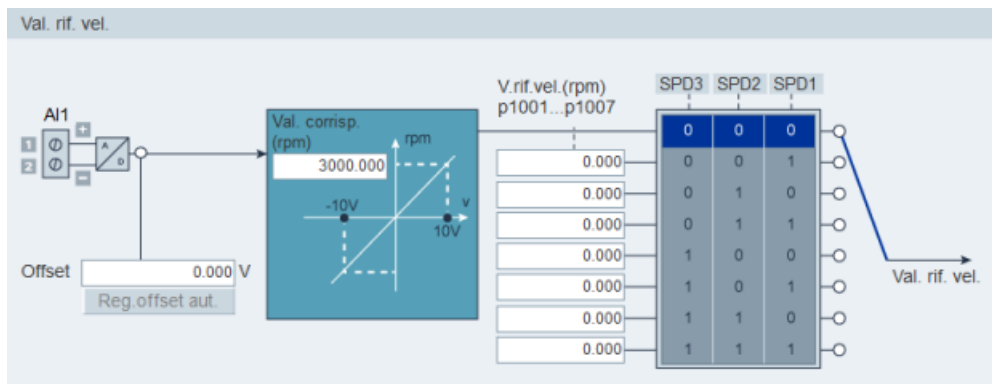 Val. rif. vel.
V.rif.vel.(rpm)
p1001...p1007
SPD3 SPD2 SPD1
AI1
+
1
2
A
D
-
Val. corrisp.
(rpm)
3000.000
rpm
-10V
v
10V
Offset 0.000 V
Reg.offset aut.
0 0 0
0.000 0 0 1
0.000 0 1 0
0.000 0 1 1
0.000 1 0 0
0.000 1 0 1
0.000 1 1 0
0.000 1 1 1
Val. rif. vel.